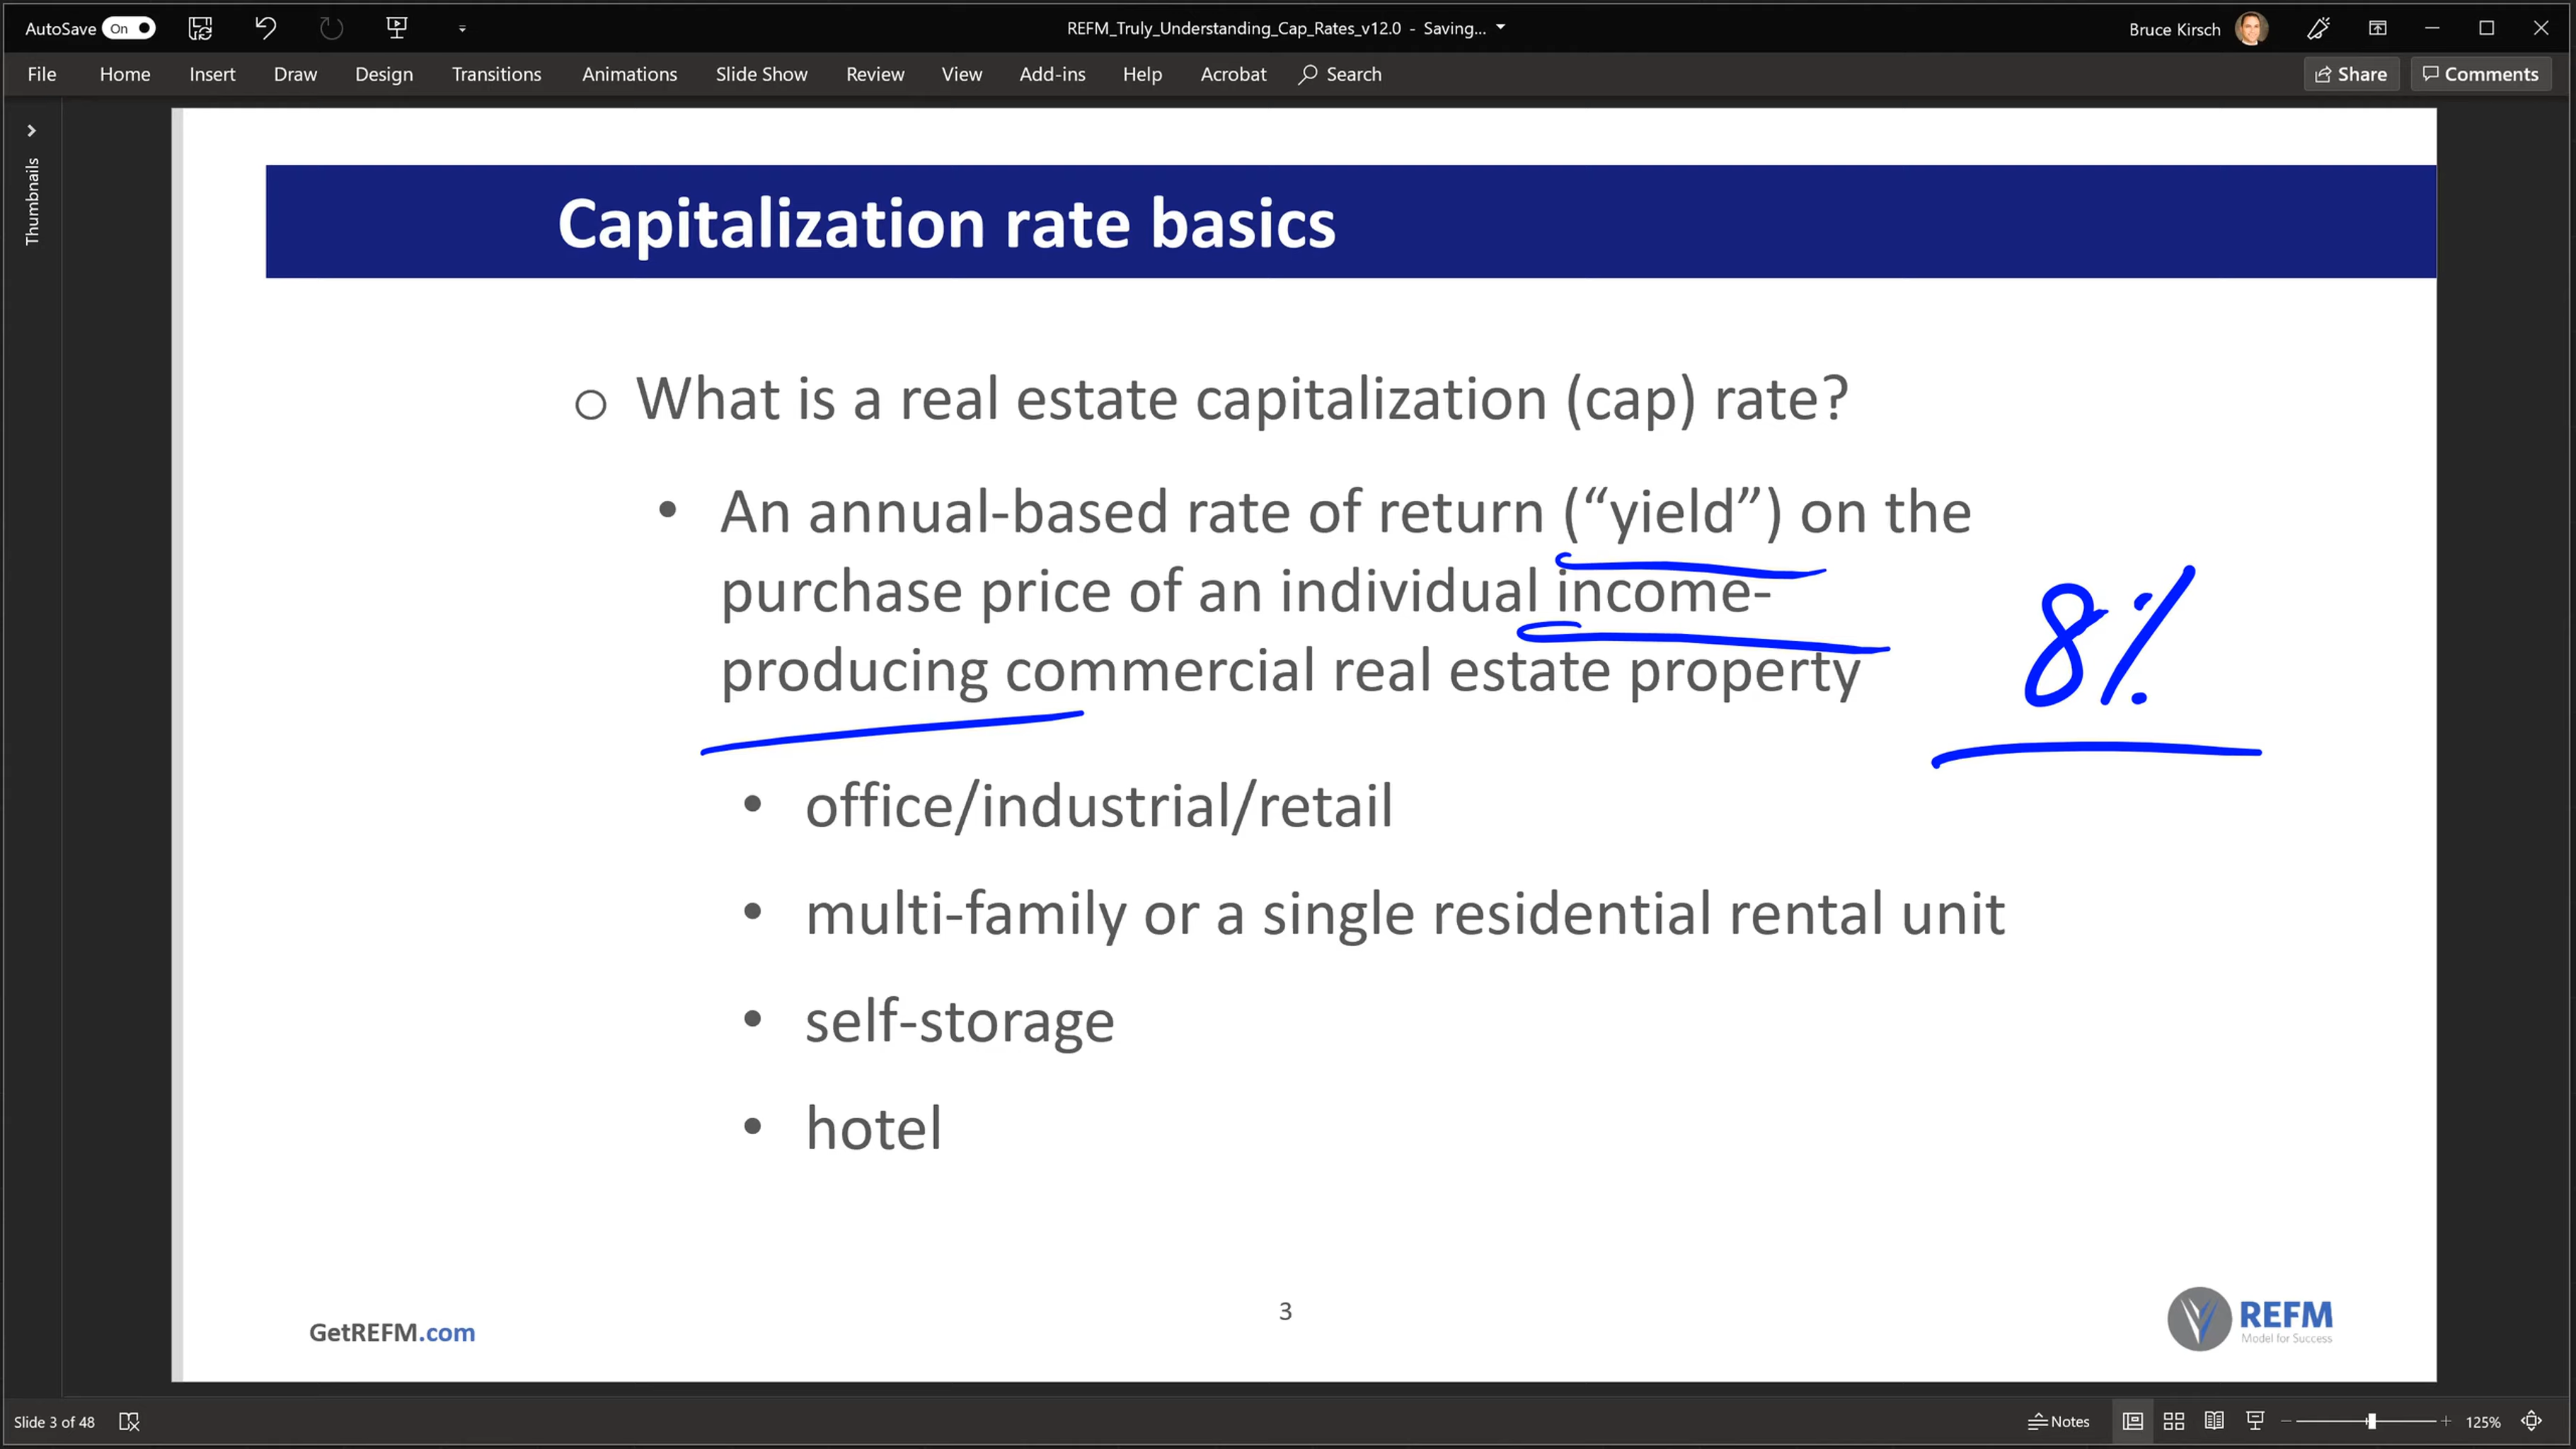 AutoSave On REFM_Truly_Understanding_Cap_Rates_v12.0 - Saving... Bruce Kirsch
File Home Insert Draw Design Transitions Animations Slide Show Review View Add-ins Help Acrobat Search Share Comments
Thumbnails
Capitalization rate basics
What is a real estate capitalization (cap) rate?
An annual-based rate of return (“yield”) on the
purchase price of an individual income-
producing commercial real estate property
8%
office/industrial/retail
multi-family or a single residential rental unit
self-storage
hotel
3
GetREFM.com
REFM
Model for Success
Slide 3 of 48 Notes 125%